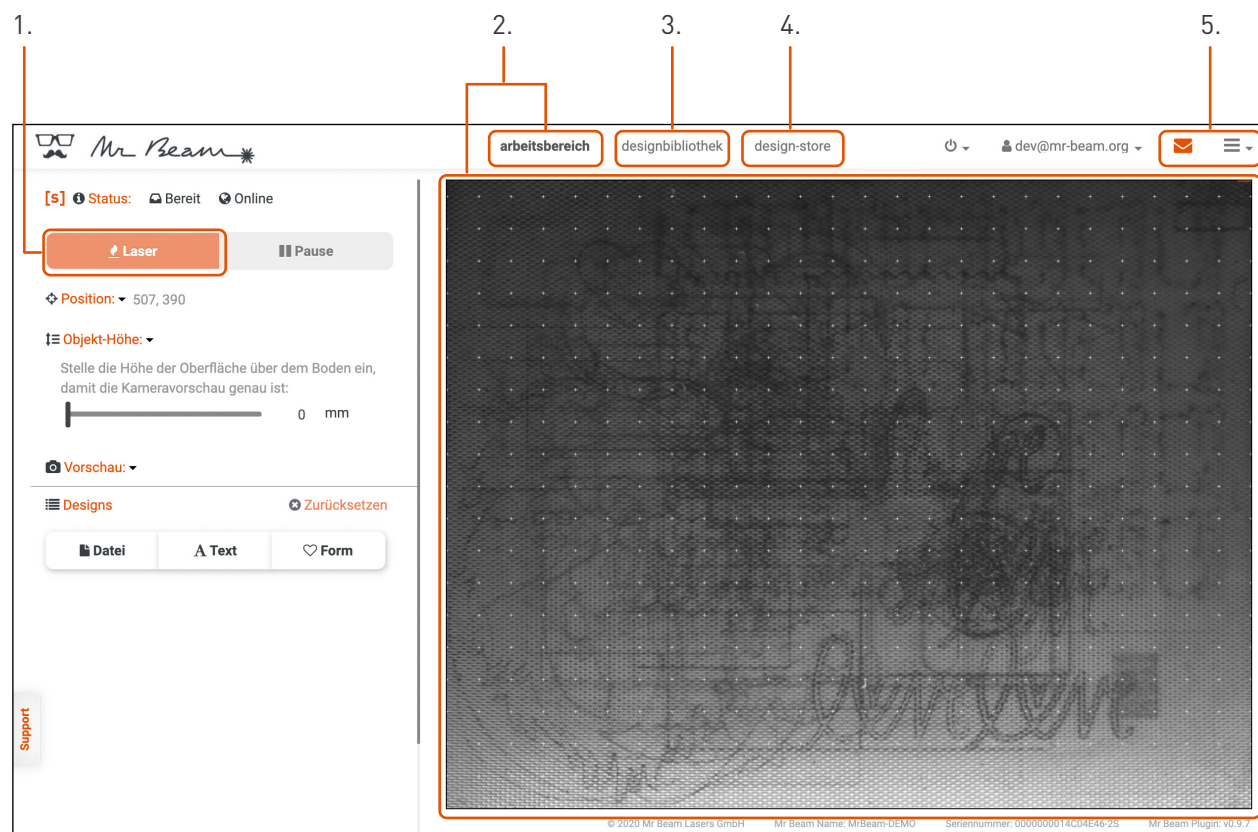 1. 2. 3. 4. 5.
Mr Beam arbeitsbereich designbibliothek design-store dev@mr-beam.org
[S] Status: Bereit Online
Laser Pause
Position: 507, 390
Objekt-Höhe:
Stelle die Höhe der Oberfläche über dem Boden ein,
damit die Kameravorschau genau ist:
0 mm
Vorschau:
Designs Zurücksetzen
Datei Text Form
Support
© 2020 Mr Beam Lasers GmbH Mr Beam Name: MrBeam-DEMO Seriennummer: 0000000014C04E46-2S Mr Beam Plugin: v0.9.7